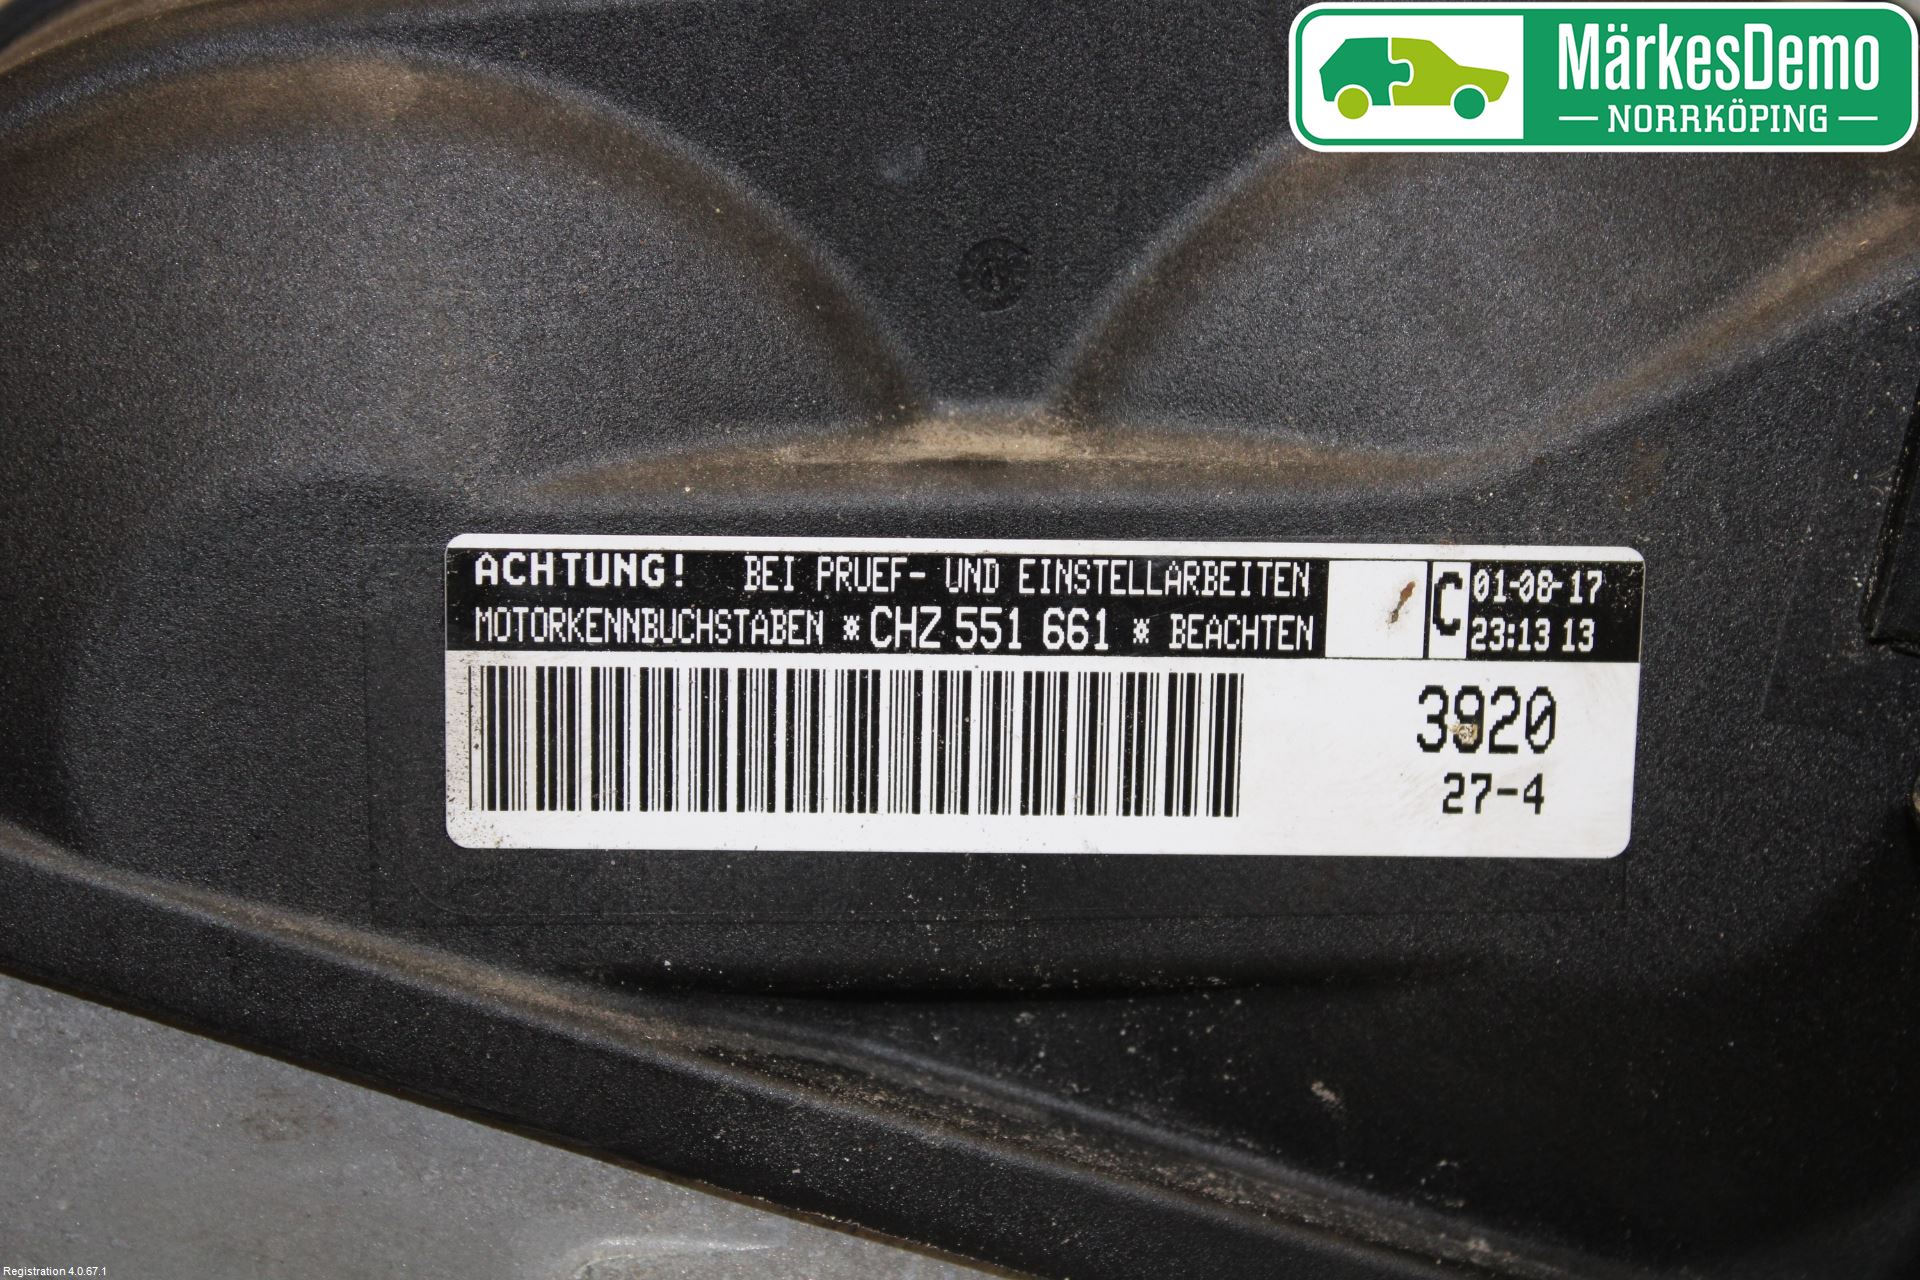 MärkesDemo
NORRKÖPING
ACHTUNG! BEI PRUEF- UND EINSTELLARBEITEN
MOTORKENNBUCHSTABEN *CHZ 551 661 * BEACHTEN
C
01-08-17
23:13 13
3920
27-4
Registration 4.0.67.1